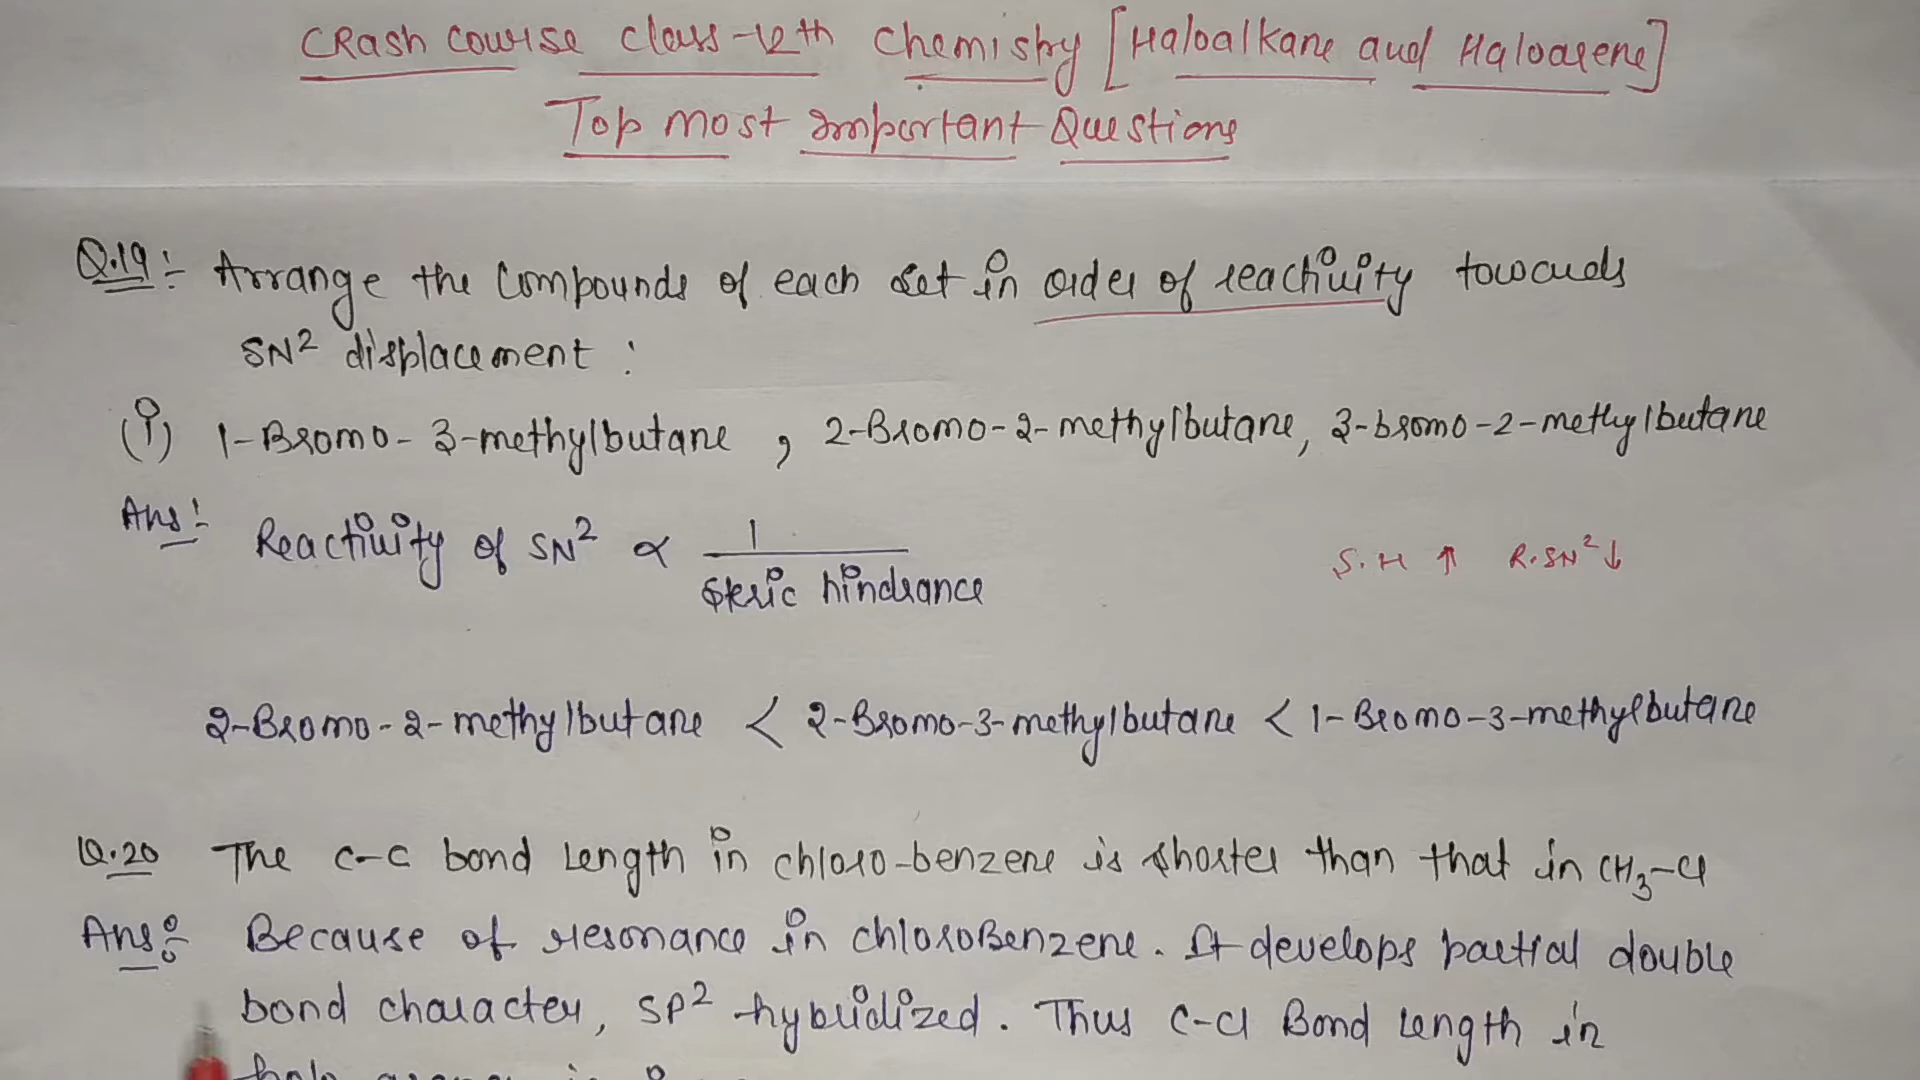 Crash course class-12th chemistry [Haloalkane and Haloarene]
Top most important Questions
Q.19:- Arrange the compounds of each set in order of reactivity towards
SN² displacement :
(i) 1-Bromo-3-methylbutane , 2-Bromo-2-methylbutane, 3-bromo-2-methylbutane
Ans:- Reactivity of SN² ∝ 1 / Steric hindrance
S.H ↑ R.SN² ↓
2-Bromo-2-methylbutane < 2-Bromo-3-methylbutane < 1-Bromo-3-methylbutane
Q.20 The C-C bond length in chloro-benzene is shorter than that in CH₃-Cl
Ans:- Because of resonance in chloroBenzene. It develops partial double
bond character, SP² hybridized. Thus C-Cl Bond length in